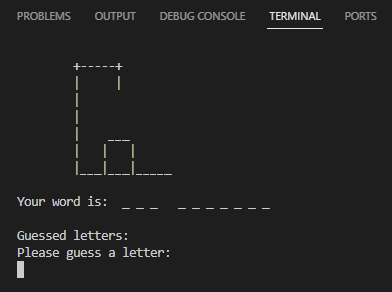 PROBLEMS OUTPUT DEBUG CONSOLE TERMINAL PORTS
+-----+
|     |
|
|
|    ___
|   |   |
|___|___|_____
Your word is:  _ _ _   _ _ _ _ _ _ _
Guessed letters:
Please guess a letter: